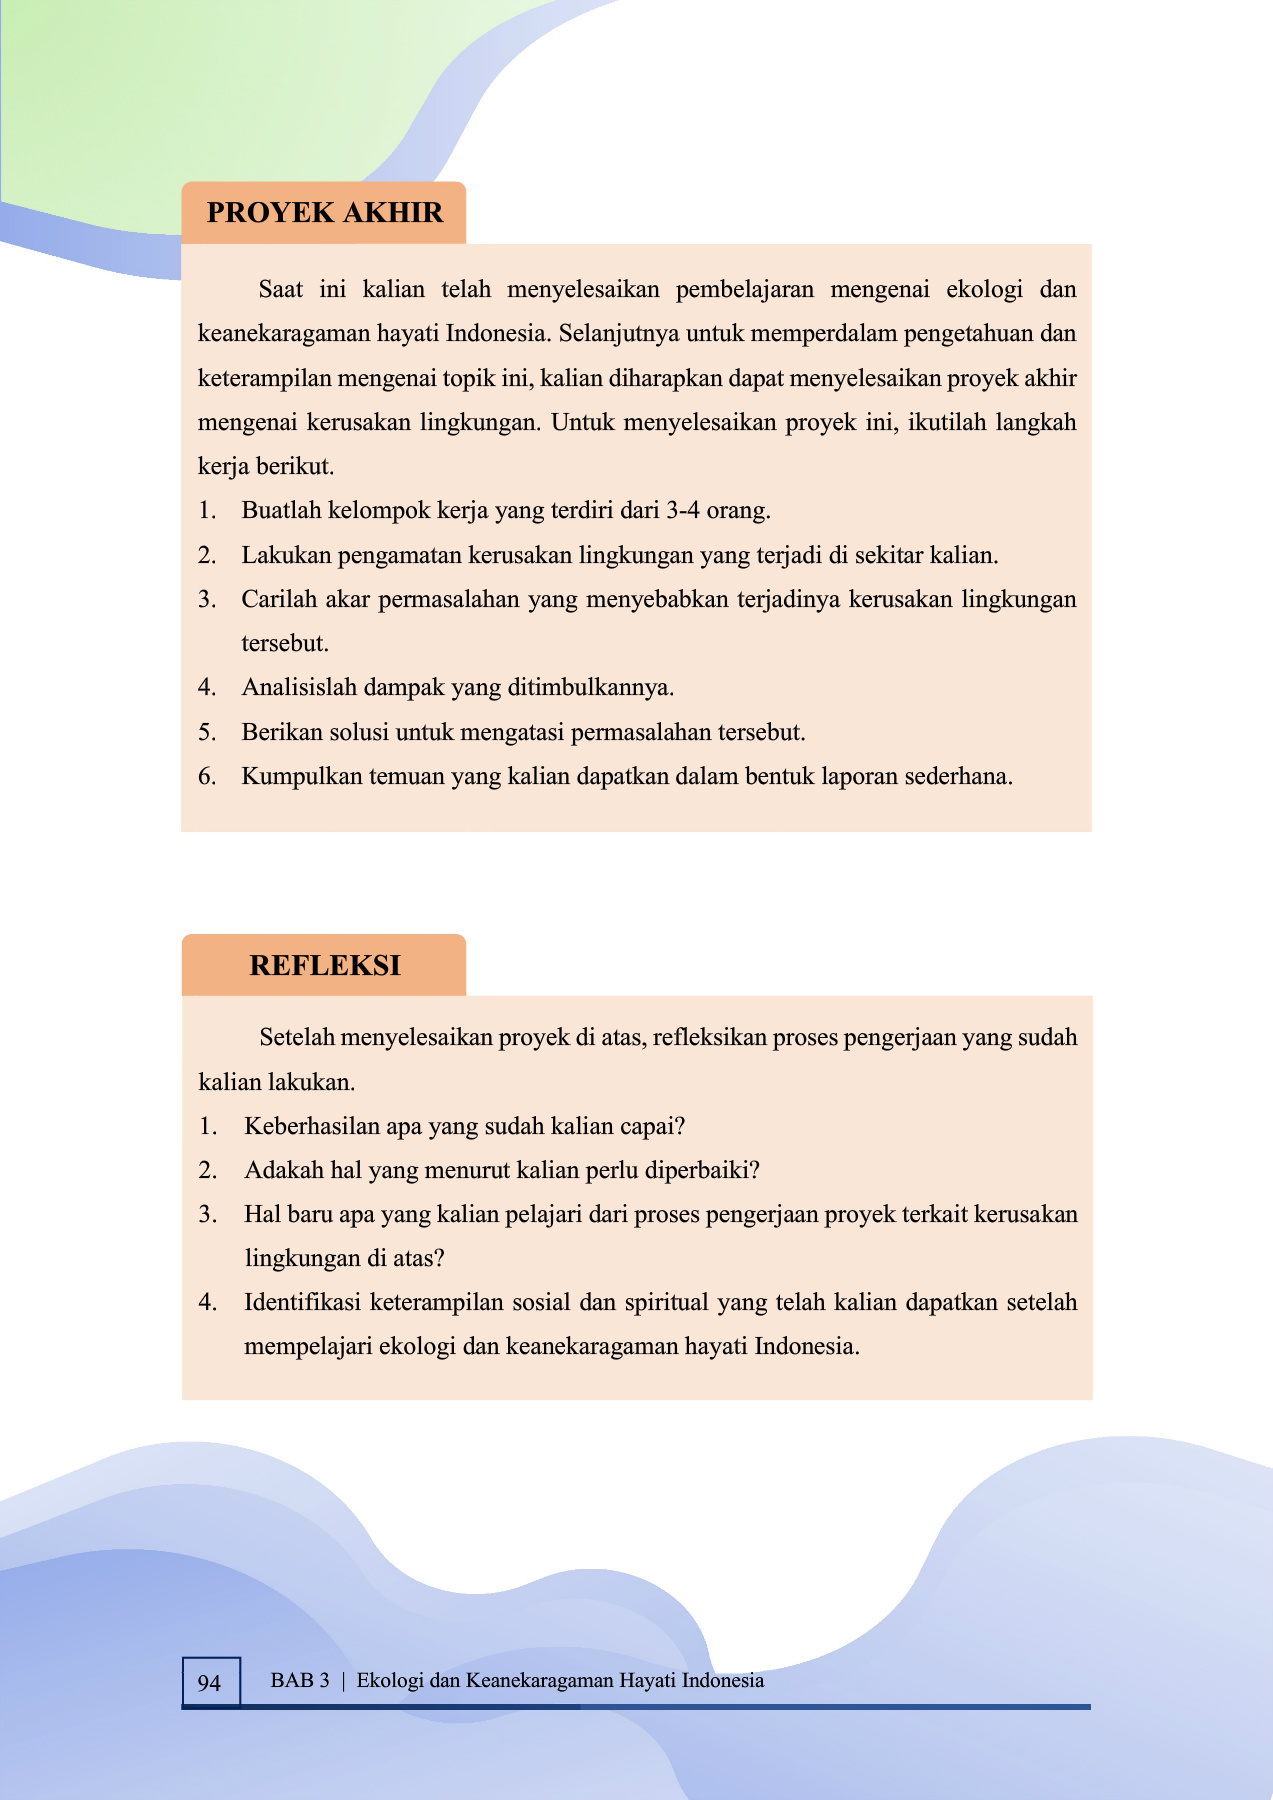 PROYEK AKHIR
Saat ini kalian telah menyelesaikan pembelajaran mengenai ekologi dan
keanekaragaman hayati Indonesia. Selanjutnya untuk memperdalam pengetahuan dan
keterampilan mengenai topik ini, kalian diharapkan dapat menyelesaikan proyek akhir
mengenai kerusakan lingkungan. Untuk menyelesaikan proyek ini, ikutilah langkah
kerja berikut.
1. Buatlah kelompok kerja yang terdiri dari 3-4 orang.
2. Lakukan pengamatan kerusakan lingkungan yang terjadi di sekitar kalian.
3. Carilah akar permasalahan yang menyebabkan terjadinya kerusakan lingkungan
tersebut.
4. Analisislah dampak yang ditimbulkannya.
5. Berikan solusi untuk mengatasi permasalahan tersebut.
6. Kumpulkan temuan yang kalian dapatkan dalam bentuk laporan sederhana.
REFLEKSI
Setelah menyelesaikan proyek di atas, refleksikan proses pengerjaan yang sudah
kalian lakukan.
1. Keberhasilan apa yang sudah kalian capai?
2. Adakah hal yang menurut kalian perlu diperbaiki?
3. Hal baru apa yang kalian pelajari dari proses pengerjaan proyek terkait kerusakan
lingkungan di atas?
4. Identifikasi keterampilan sosial dan spiritual yang telah kalian dapatkan setelah
mempelajari ekologi dan keanekaragaman hayati Indonesia.
94 BAB 3 | Ekologi dan Keanekaragaman Hayati Indonesia